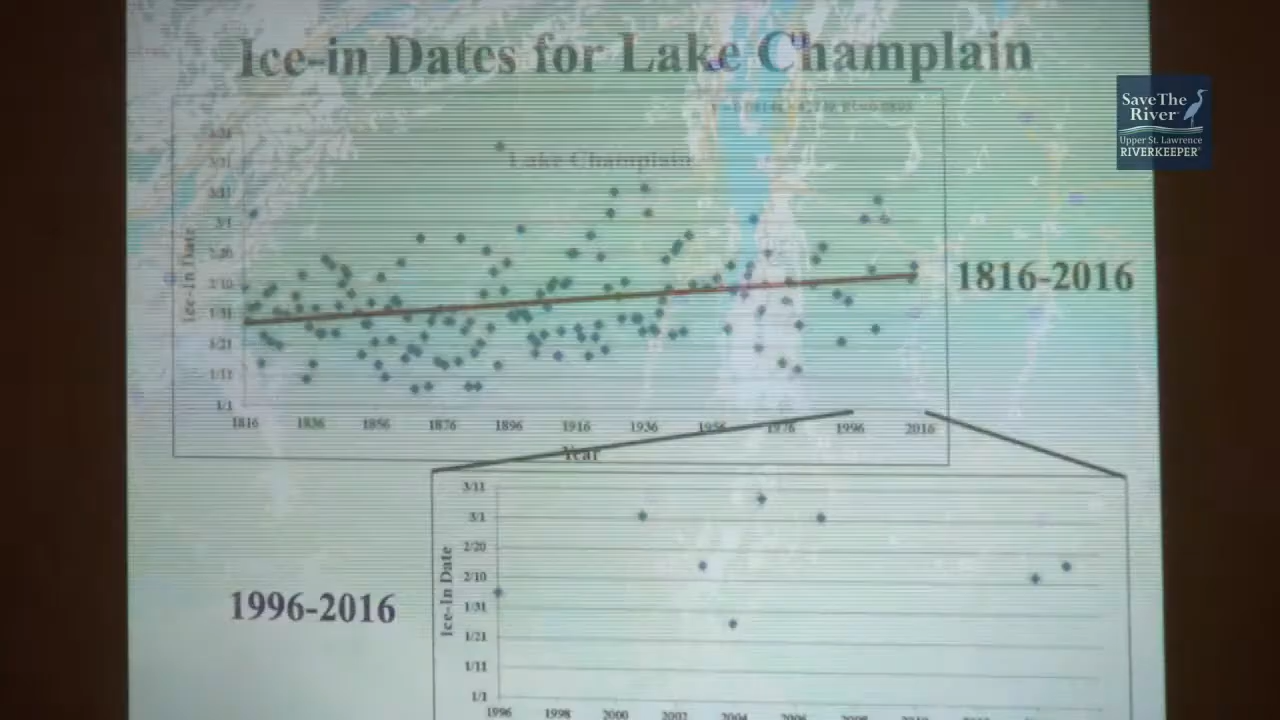 Ice-in Dates for Lake Champlain
Save The
River
Upper St. Lawrence
RIVERKEEPER
Lake Champlain
3/11
3/1
2/10
1/31
1/21
1/11
1/1
Ice-In Date
1816 1836 1856 1876 1896 1916 1936 1956 1976 1996 2016
Year
1816-2016
1996-2016
3/11
3/1
2/20
2/10
1/31
1/21
1/11
1/1
Ice-In Date
1996 1998 2000 2002 2004 2006